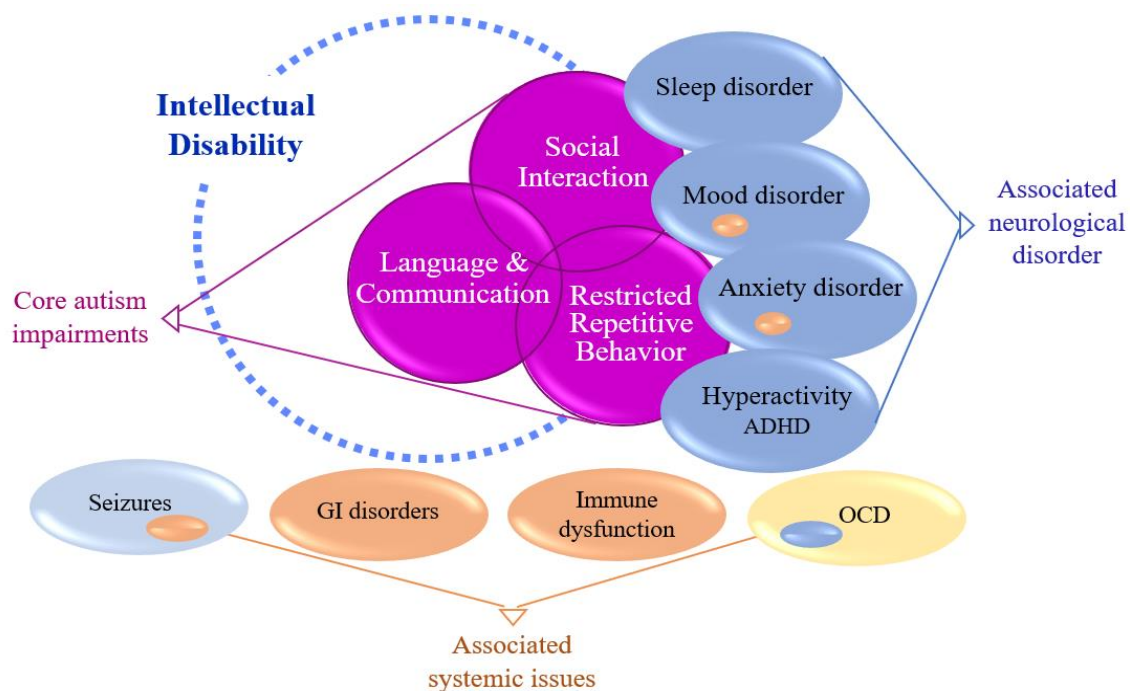 Intellectual
Disability
Sleep disorder
Social
Interaction
Mood disorder
Associated
neurological
disorder
Language &
Communication
Anxiety disorder
Restricted
Repetitive
Behavior
Core autism
impairments
Hyperactivity
ADHD
Seizures
GI disorders
Immune
dysfunction
OCD
Associated
systemic issues